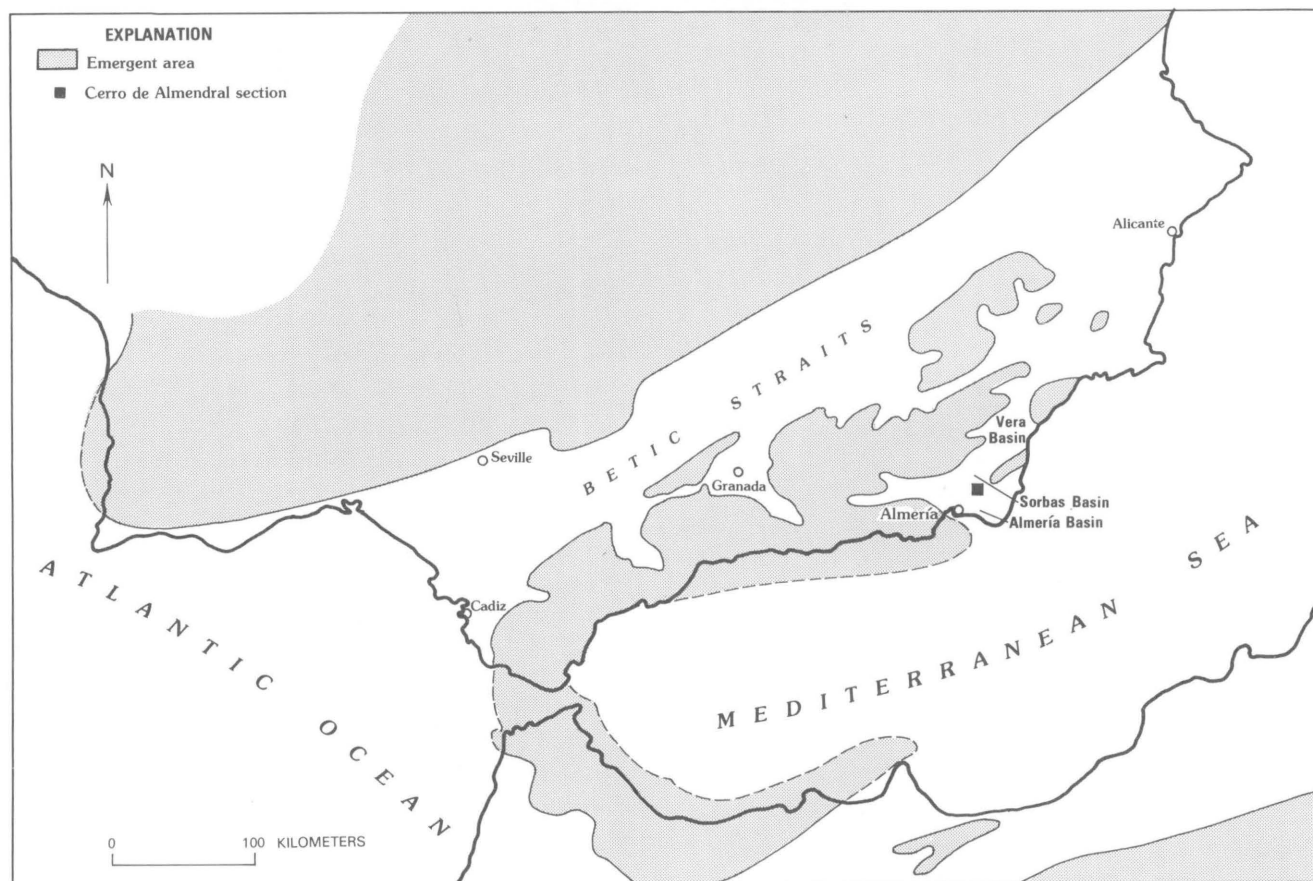 EXPLANATION
Emergent area
Cerro de Almendral section
N
Alicante
BETIC STRAITS
Vera
Basin
Seville
Granada
Sorbas Basin
Almería
Almería Basin
ATLANTIC OCEAN
Cadiz
MEDITERRANEAN SEA
0 100 KILOMETERS